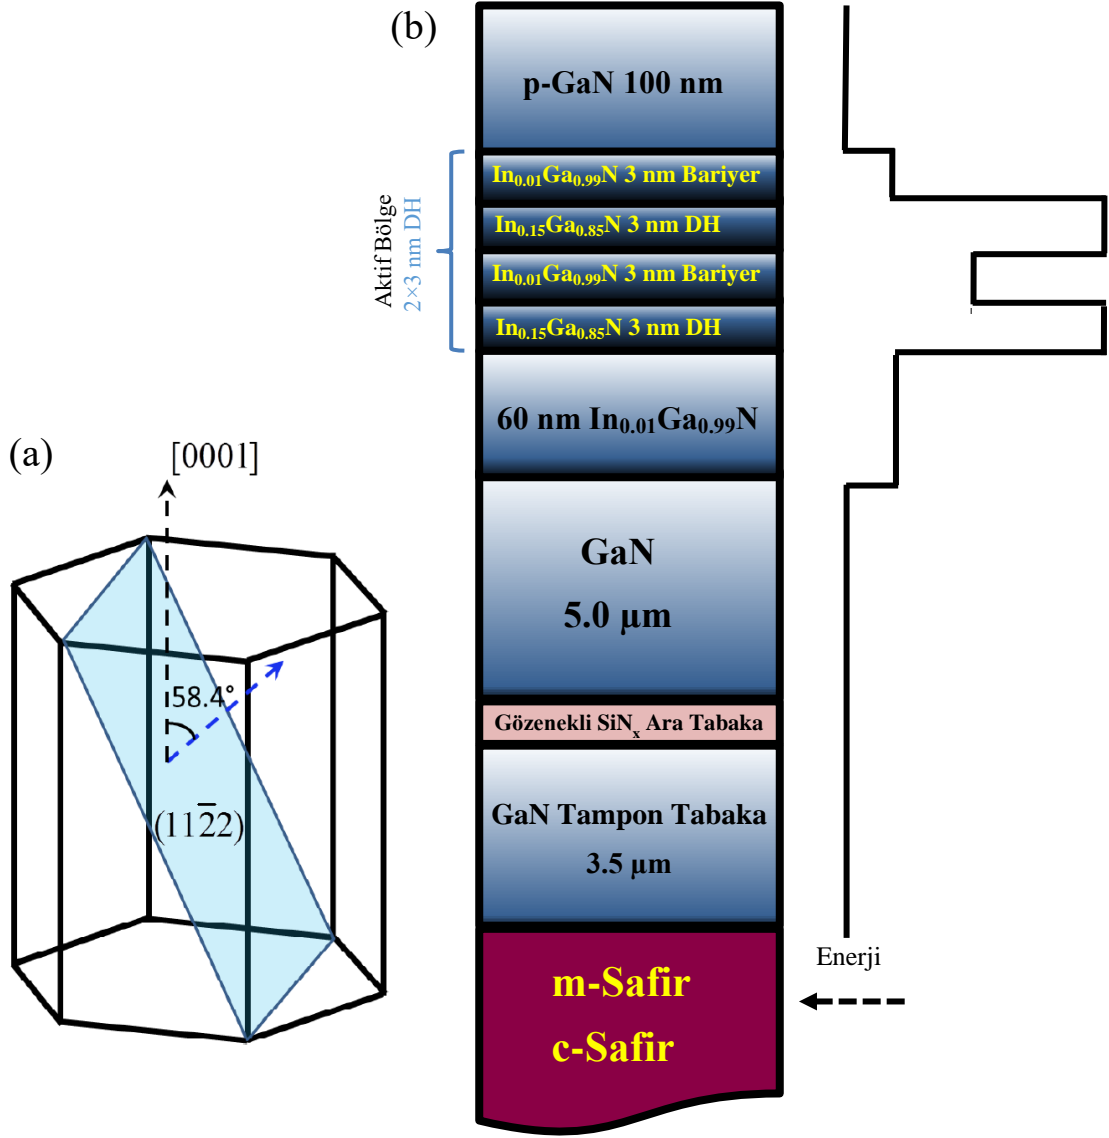 (b)
p-GaN 100 nm
In0.01Ga0.99N 3 nm Bariyer
In0.15Ga0.85N 3 nm DH
In0.01Ga0.99N 3 nm Bariyer
In0.15Ga0.85N 3 nm DH
Aktif Bölge
2×3 nm DH
60 nm In0.01Ga0.99N
(a)
[0001]
58.4°
(112̅2)
GaN
5.0 µm
Gözenekli SiNx Ara Tabaka
GaN Tampon Tabaka
3.5 µm
Enerji
m-Safir
c-Safir